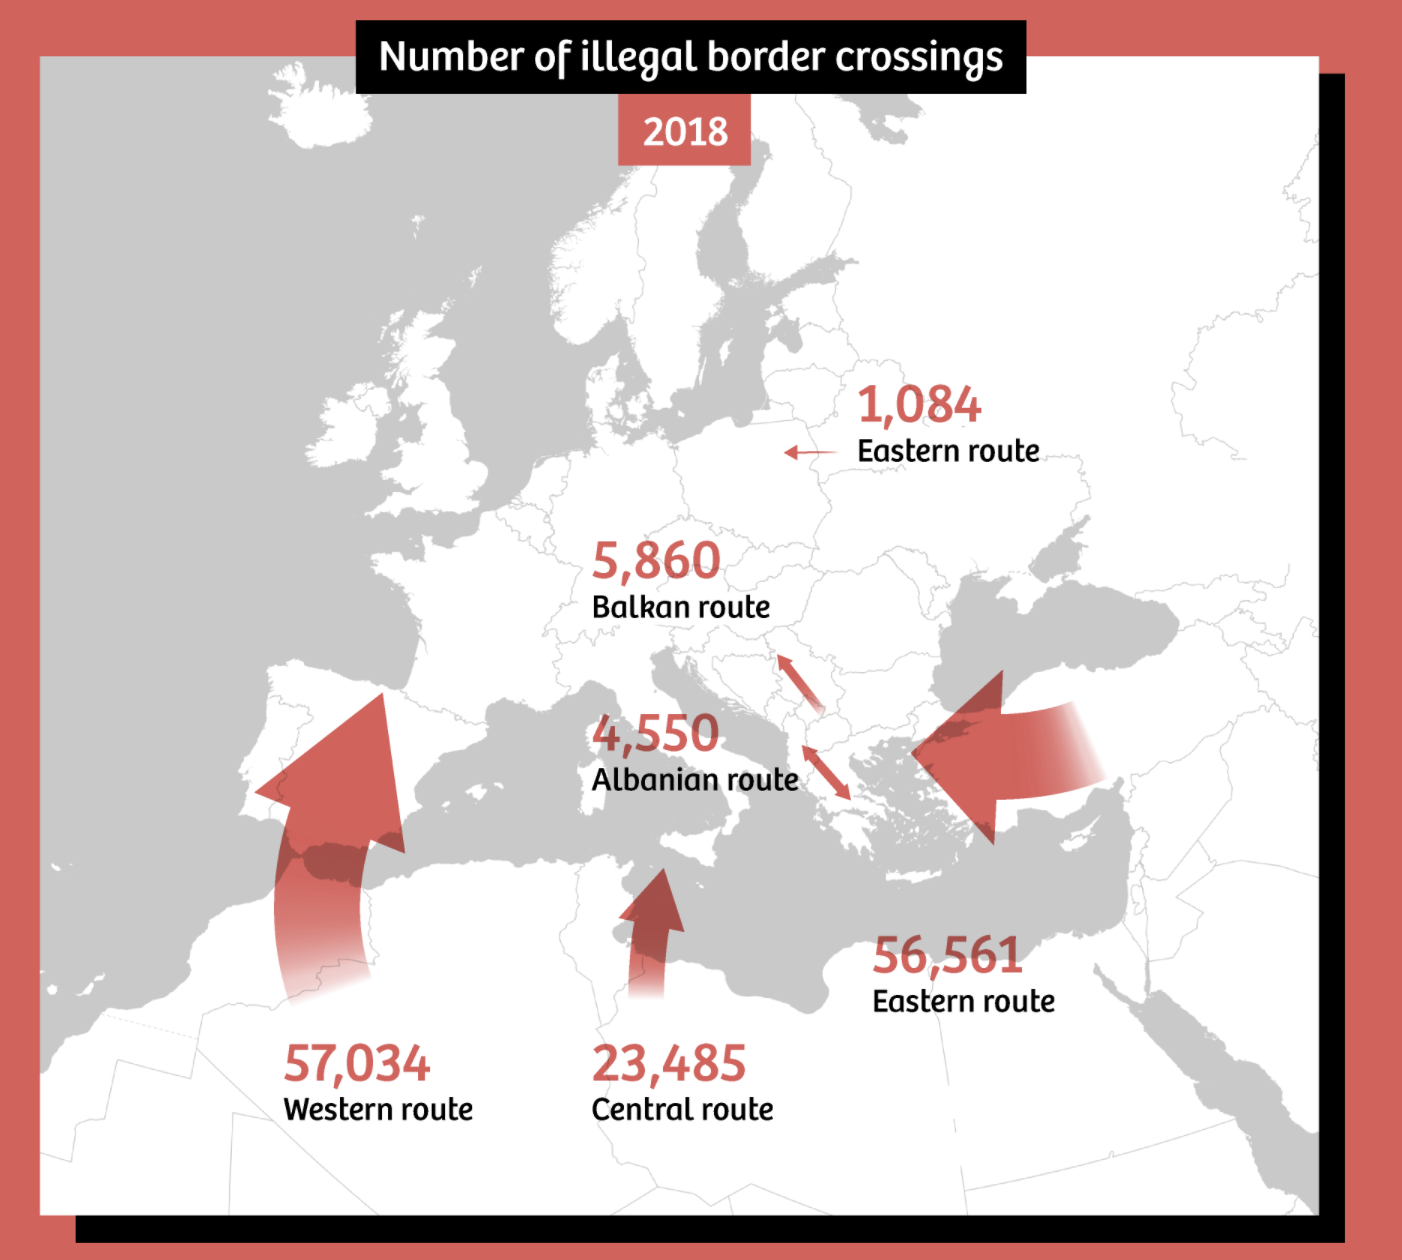 Number of illegal border crossings
2018
1,084
Eastern route
5,860
Balkan route
4,550
Albanian route
56,561
Eastern route
57,034
Western route
23,485
Central route